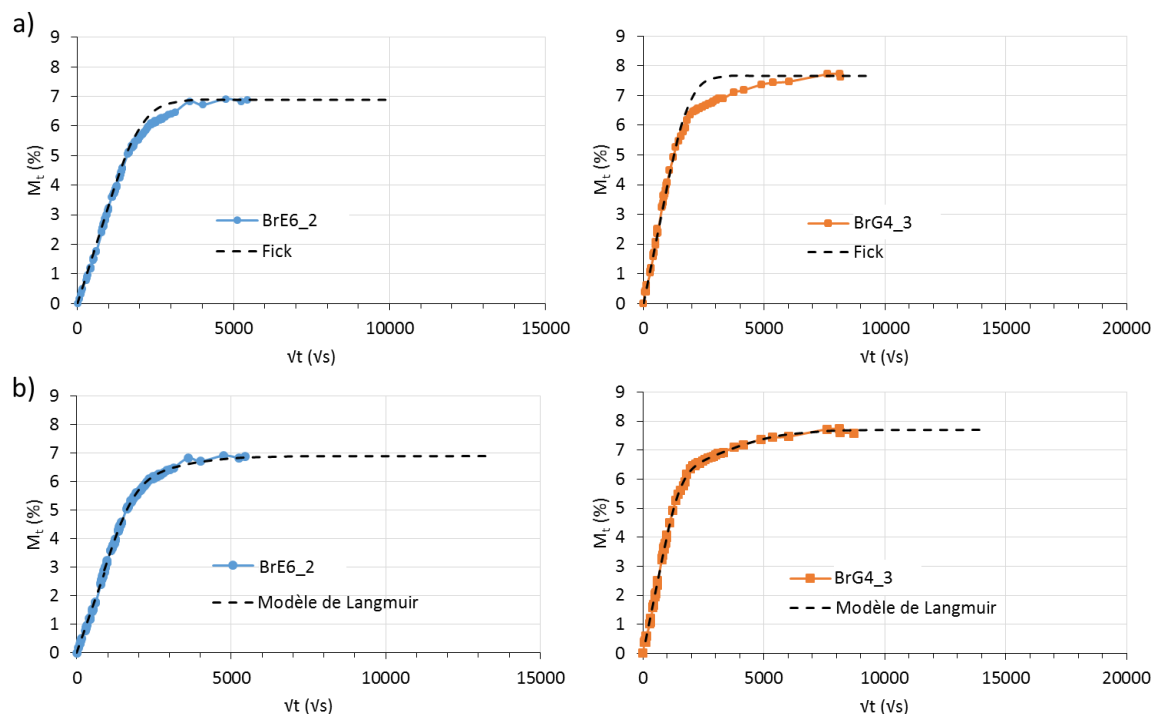 a)
9
8
7
6
5
4
3
2
1
0
Mt (%)
0 5000 10000 15000
√t (√s)
BrE6_2
Fick
9
8
7
6
5
4
3
2
1
0
Mt (%)
0 5000 10000 15000 20000
√t (√s)
BrG4_3
Fick
b)
9
8
7
6
5
4
3
2
1
0
Mt (%)
0 5000 10000 15000
√t (√s)
BrE6_2
Modèle de Langmuir
9
8
7
6
5
4
3
2
1
0
Mt (%)
0 5000 10000 15000 20000
√t (√s)
BrG4_3
Modèle de Langmuir